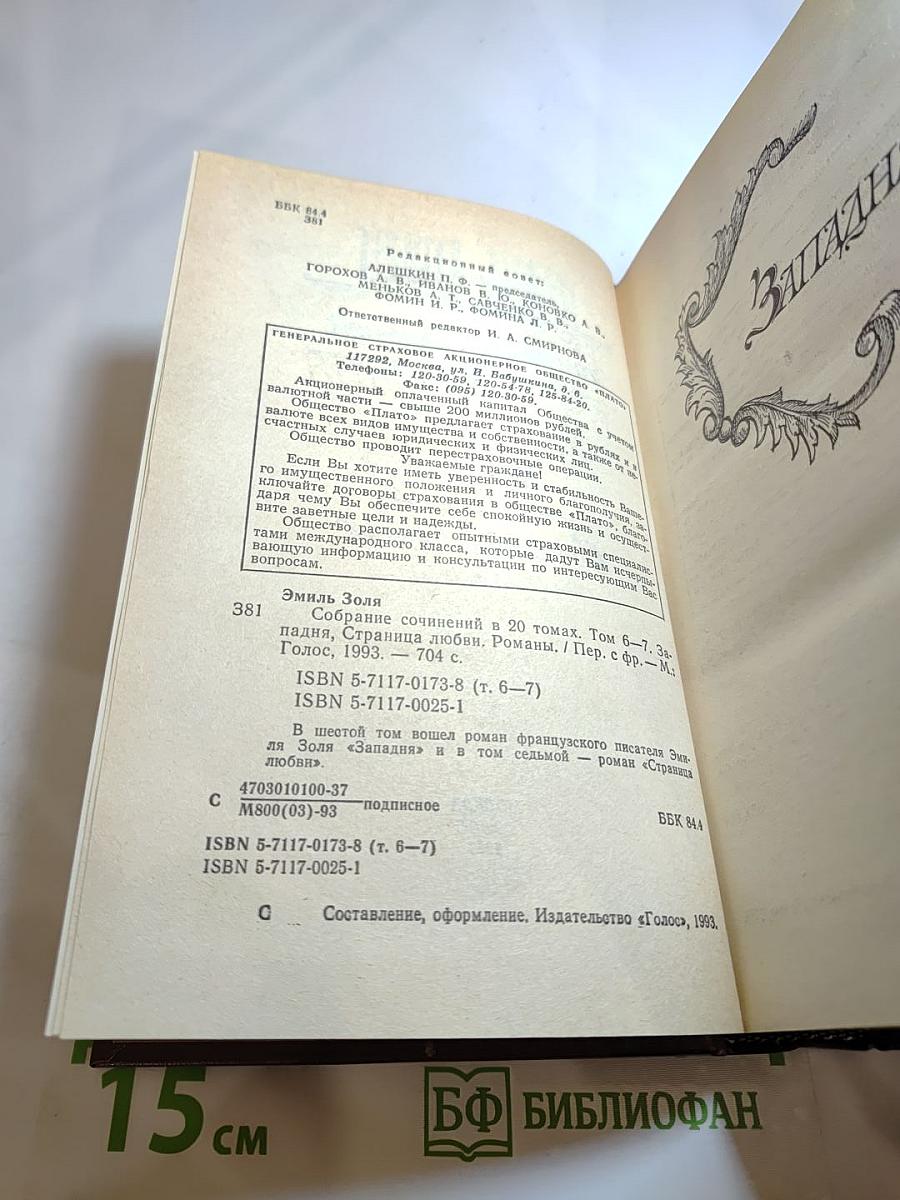 ББК 84.4
З81
Редакционный совет:
АЛЕШКИН П. Ф. — председатель,
ГОРОХОВ А. В., ИВАНОВ В. Ю., КОНОВКО А. В.,
МЕНЬКОВ А. Т., САВЧЕНКО В. В.,
ФОМИН И. Р., ФОМИНА Л. Р.
Ответственный редактор И. А. СМИРНОВА
ГЕНЕРАЛЬНОЕ СТРАХОВОЕ АКЦИОНЕРНОЕ ОБЩЕСТВО «ПЛАТО»
117292, Москва, ул. И. Бабушкина, д. 6.
Телефоны: 120-30-59, 120-54-78, 125-84-20.
Факс: (095) 120-30-59.
Акционерный оплаченный капитал Общества с учетом
валютной части — свыше 200 миллионов рублей.
Общество «Плато» предлагает страхование в рублях и в
валюте всех видов имущества и собственности, а также от не-
счастных случаев юридических и физических лиц.
Общество проводит перестраховочные операции.
Уважаемые граждане!
Если Вы хотите иметь уверенность и стабильность Ваше-
го имущественного положения и личного благополучия, за-
ключайте договоры страхования в обществе «Плато», благо-
даря чему Вы обеспечите себе спокойную жизнь и осущест-
вите заветные цели и надежды.
Общество располагает опытными страховыми специалис-
тами международного класса, которые дадут Вам исчерпы-
вающую информацию и консультации по интересующим Вас
вопросам.
Эмиль Золя
З81 Собрание сочинений в 20 томах. Том 6—7. За-
падня, Страница любви. Романы. / Пер. с фр. — М.:
Голос, 1993. — 704 с.
ISBN 5-7117-0173-8 (т. 6—7)
ISBN 5-7117-0025-1
В шестой том вошел роман французского писателя Эми-
ля Золя «Западня» и в том седьмой — роман «Страница
любви».
С 4703010100-37
М800(03)-93 подписное
ББК 84.4
ISBN 5-7117-0173-8 (т. 6—7)
ISBN 5-7117-0025-1
С Составление, оформление. Издательство «Голос», 1993.
ЗАПАДН
15 см
БФ БИБЛИОФАН